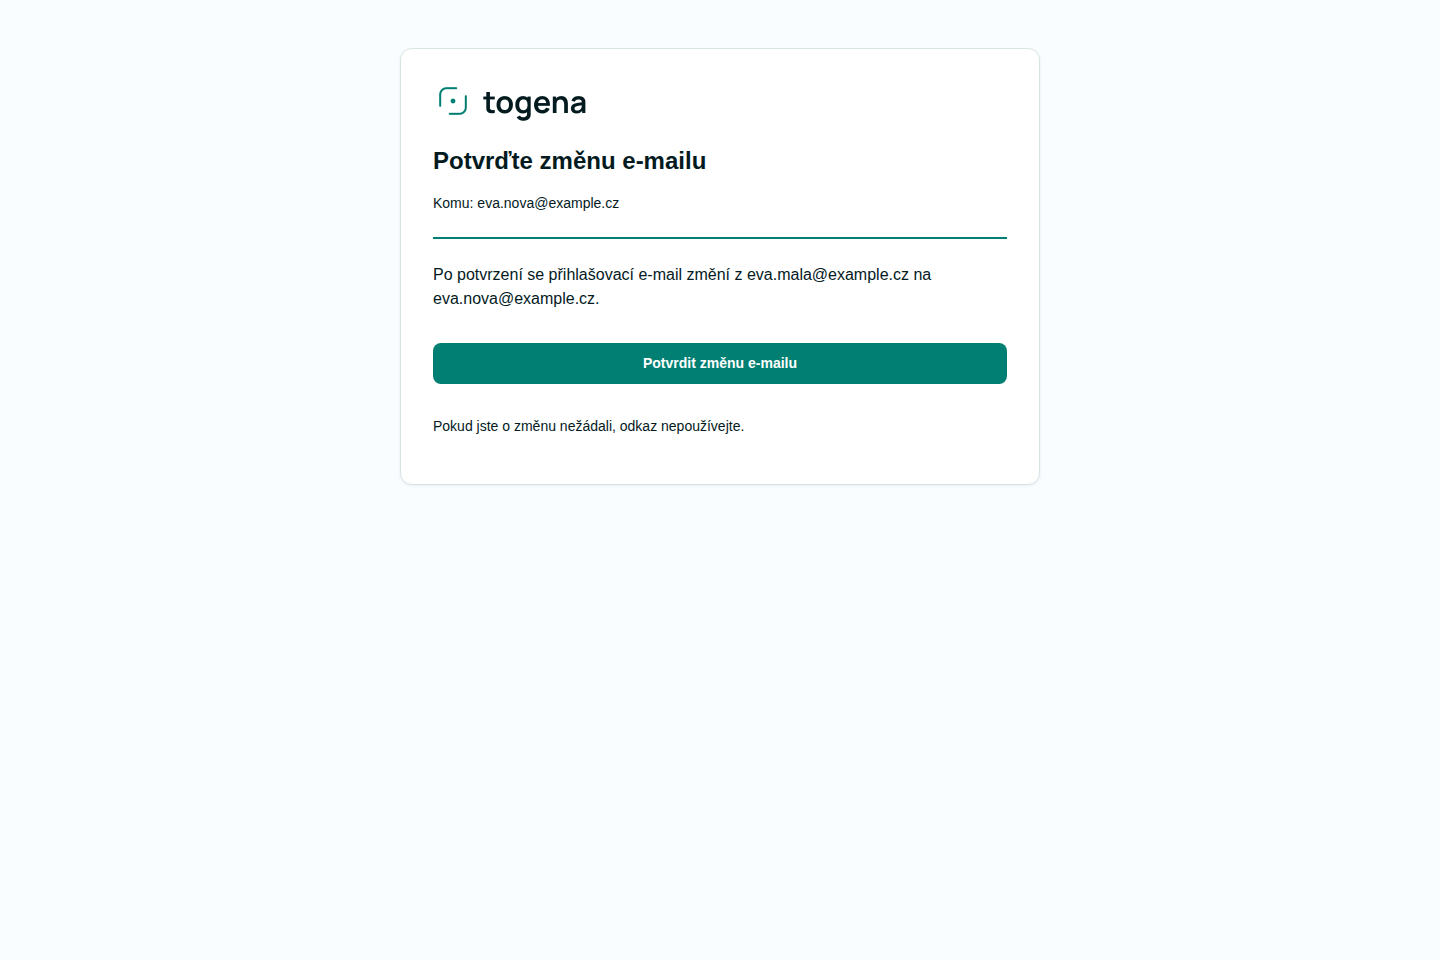 togena
Potvrďte změnu e-mailu
Komu: eva.nova@example.cz
Po potvrzení se přihlašovací e-mail změní z eva.mala@example.cz na
eva.nova@example.cz.
Potvrdit změnu e-mailu
Pokud jste o změnu nežádali, odkaz nepoužívejte.